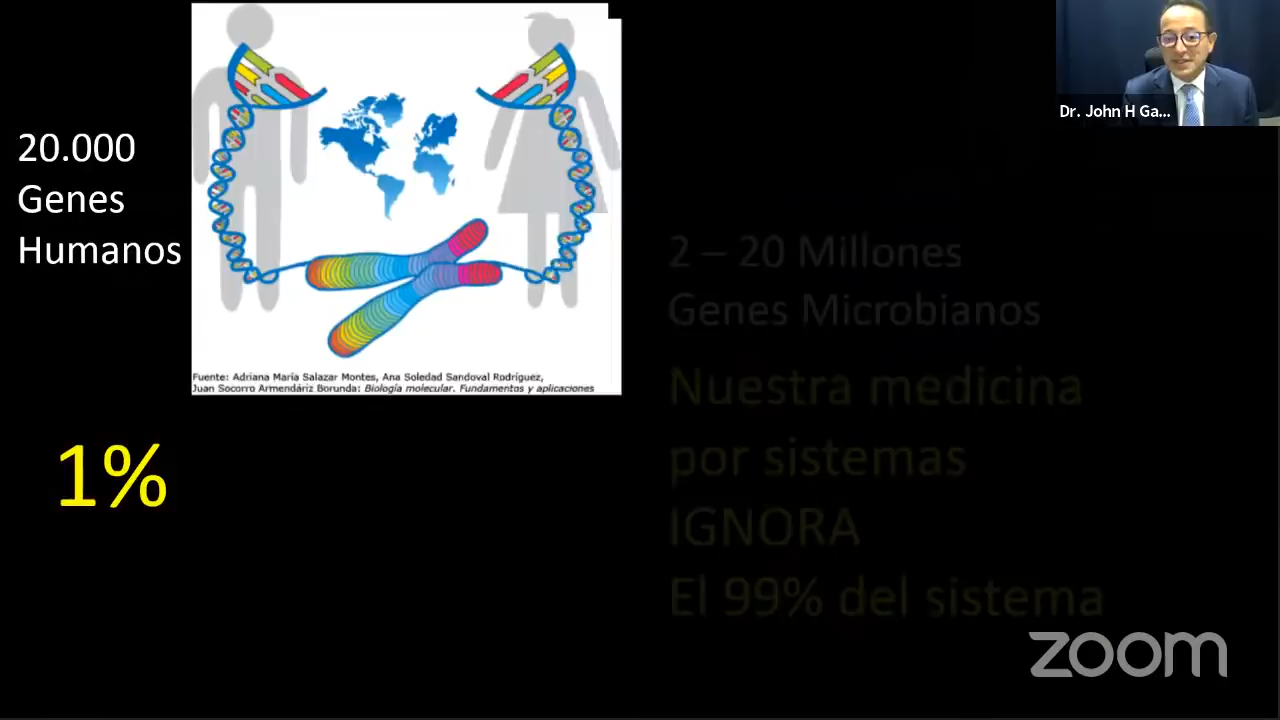 20.000
Genes
Humanos
Fuente: Adriana María Salazar Montes, Ana Soledad Sandoval Rodríguez,
Juan Socorro Armendáriz Borunda: Biología molecular. Fundamentos y aplicaciones
1%
Dr. John H Ga...
2 – 20 Millones
Genes Microbianos
Nuestra medicina
por sistemas
IGNORA
El 99% del sistema
zoom